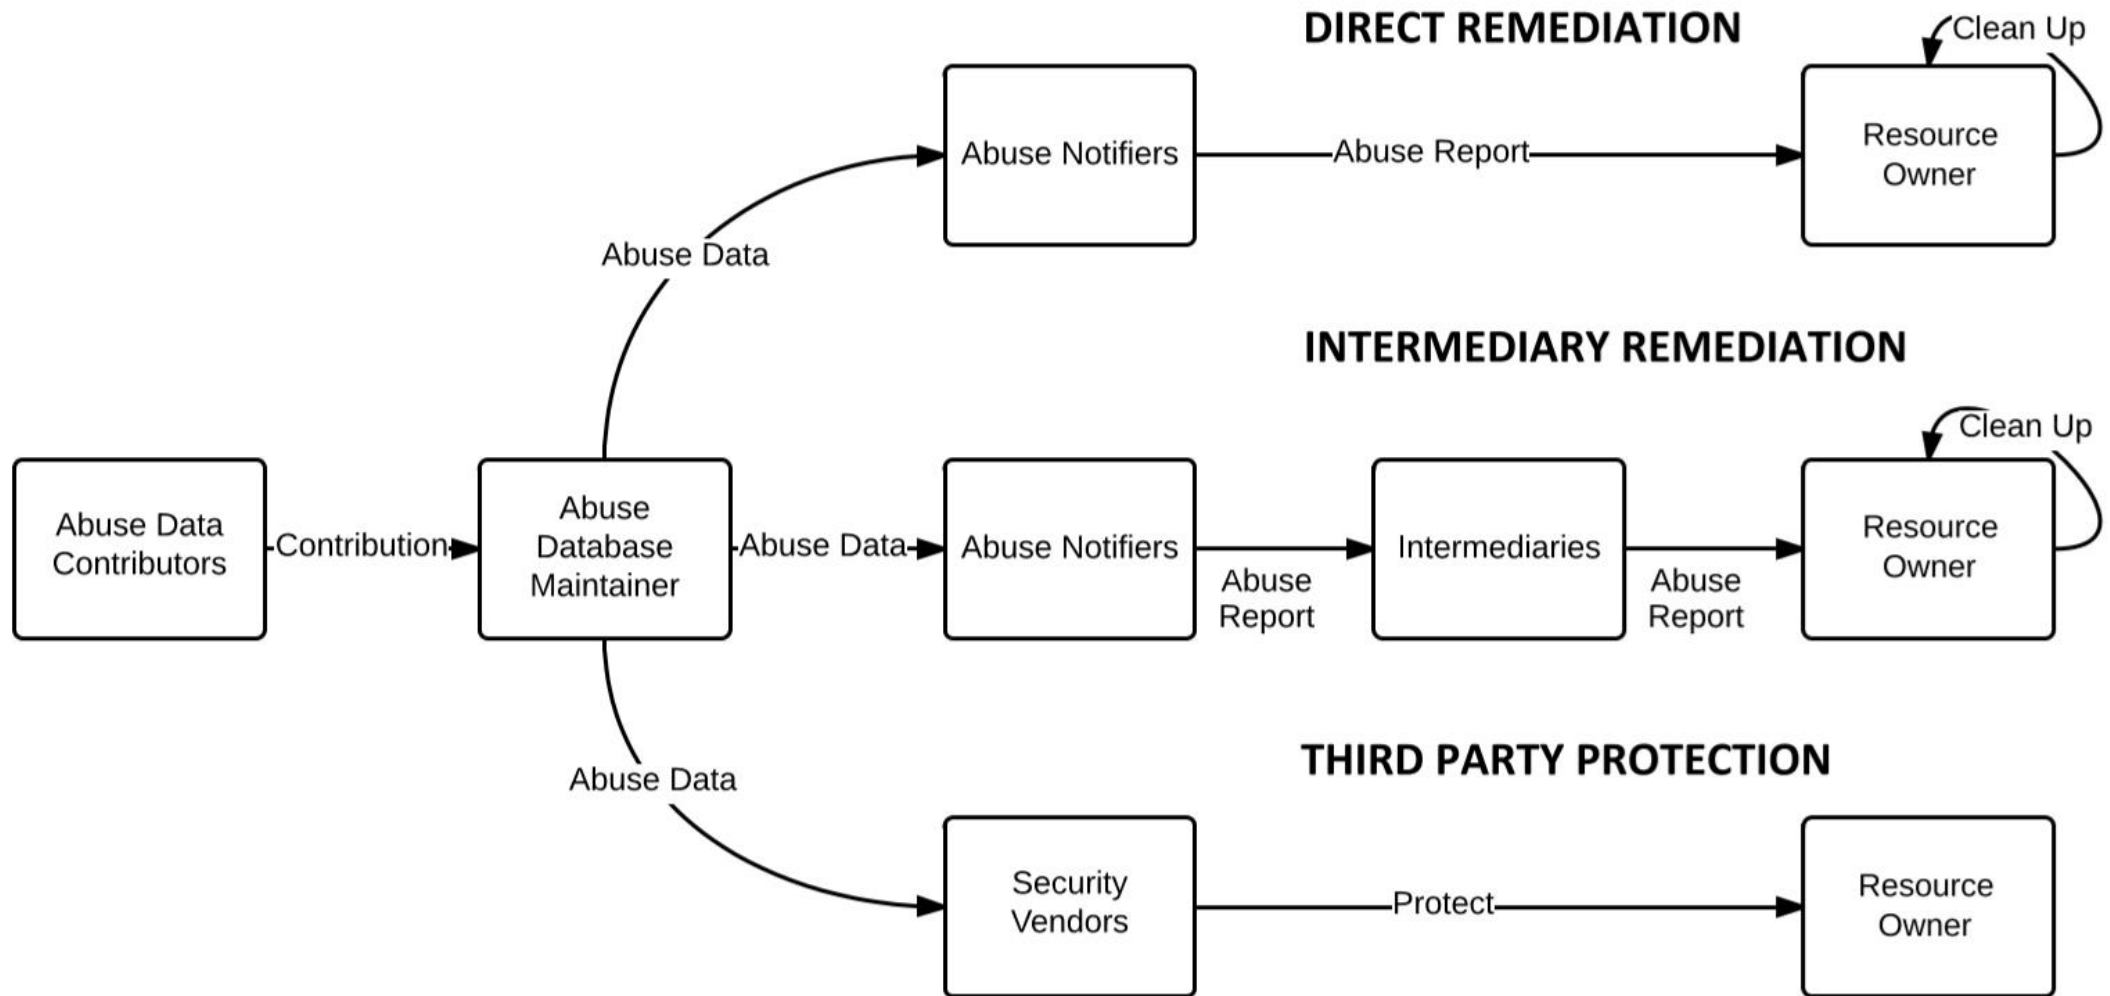 DIRECT REMEDIATION
Clean Up
Abuse Notifiers
Abuse Report
Resource
Owner
Abuse Data
INTERMEDIARY REMEDIATION
Clean Up
Abuse Data
Contributors
Contribution
Abuse
Database
Maintainer
Abuse Data
Abuse Notifiers
Abuse
Report
Intermediaries
Abuse
Report
Resource
Owner
THIRD PARTY PROTECTION
Abuse Data
Security
Vendors
Protect
Resource
Owner